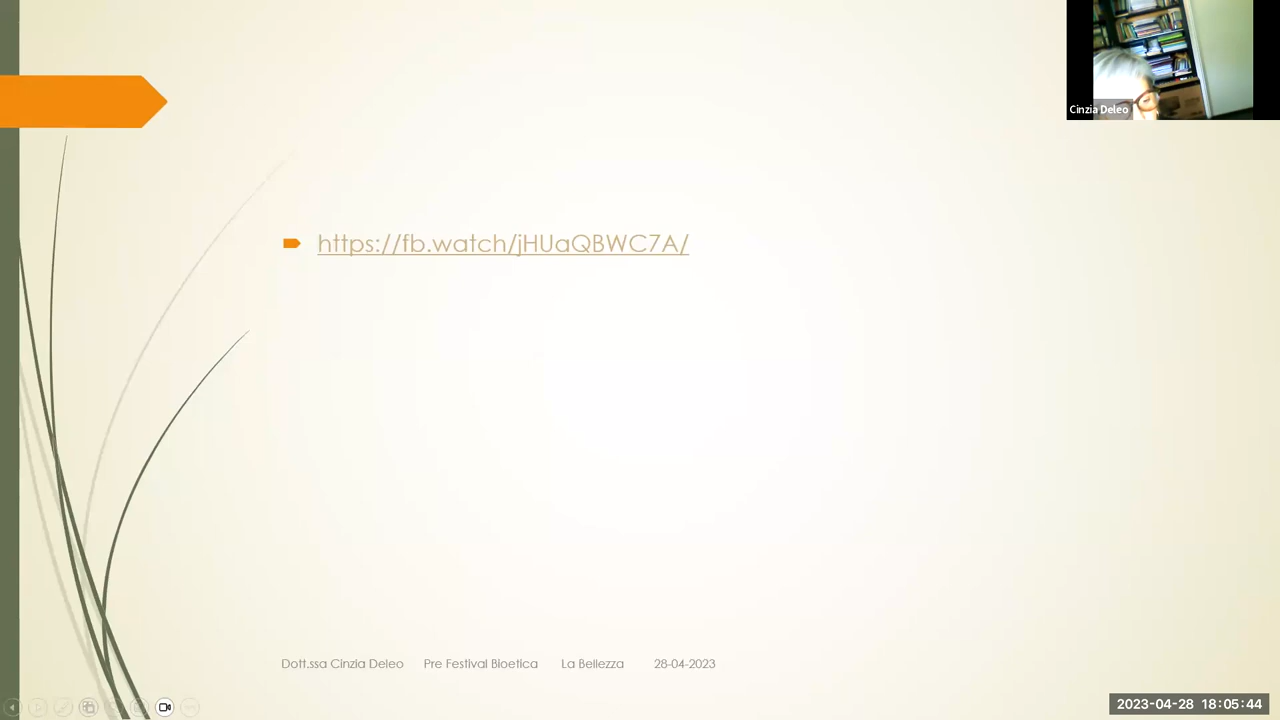 Cinzia Deleo
https://fb.watch/jHUaQBWC7A/
Dott.ssa Cinzia Deleo Pre Festival Bioetica La Bellezza 28-04-2023
2023-04-28 18:05:44